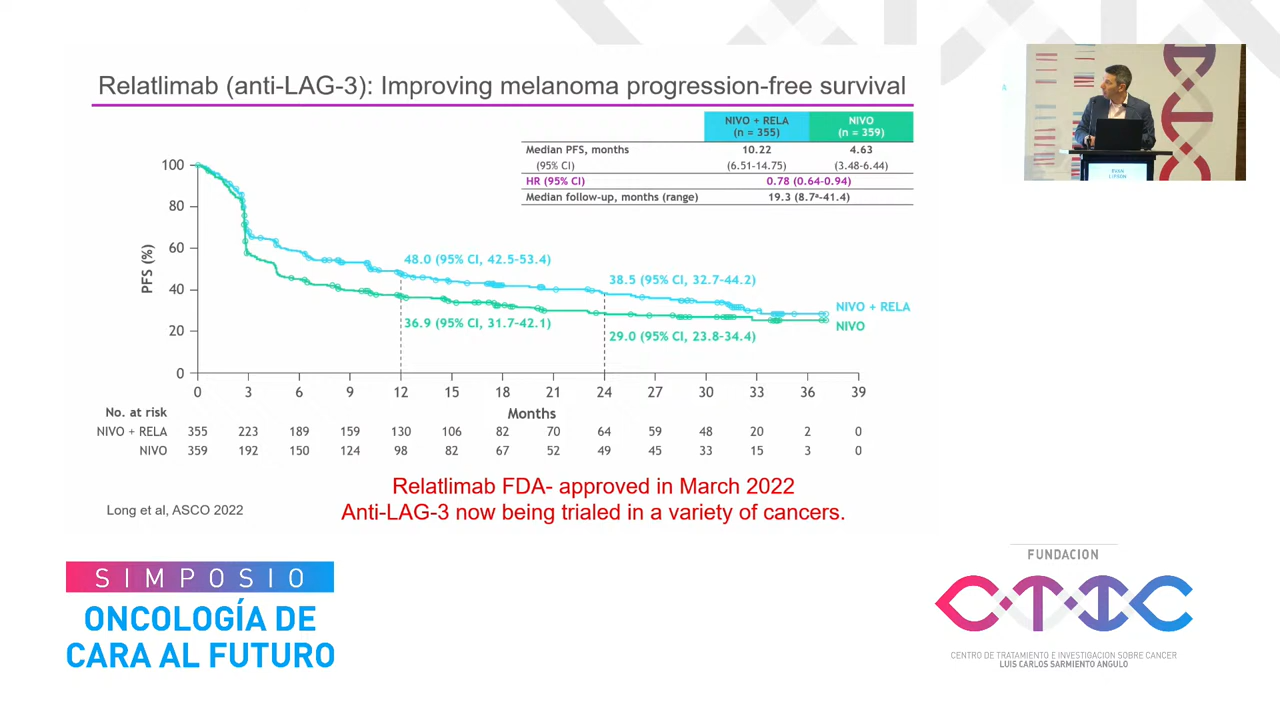 Relatlimab (anti-LAG-3): Improving melanoma progression-free survival
NIVO + RELA
(n = 355)
NIVO
(n = 359)
Median PFS, months 10.22 4.63
(95% CI) (6.51-14.75) (3.48-6.44)
HR (95% CI) 0.78 (0.64-0.94)
Median follow-up, months (range) 19.3 (8.7ª-41.4)
PFS (%)
100
80
60
40
20
0
48.0 (95% CI, 42.5-53.4)
38.5 (95% CI, 32.7-44.2)
36.9 (95% CI, 31.7-42.1)
29.0 (95% CI, 23.8-34.4)
NIVO + RELA
NIVO
0 3 6 9 12 15 18 21 24 27 30 33 36 39
Months
No. at risk
NIVO + RELA 355 223 189 159 130 106 82 70 64 59 48 20 2 0
NIVO 359 192 150 124 98 82 67 52 49 45 33 15 3 0
Relatlimab FDA- approved in March 2022
Anti-LAG-3 now being trialed in a variety of cancers.
Long et al, ASCO 2022
EVAN
LIPSON
SIMPOSIO
ONCOLOGÍA DE
CARA AL FUTURO
FUNDACION
CTIC
CENTRO DE TRATAMIENTO E INVESTIGACION SOBRE CANCER
LUIS CARLOS SARMIENTO ANGULO